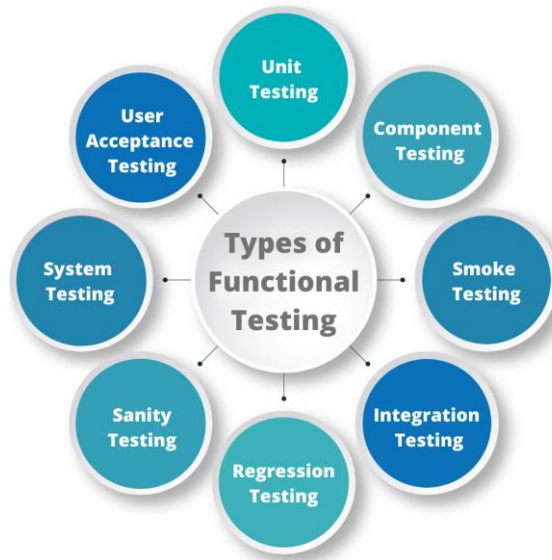 Unit
Testing
Component
Testing
Smoke
Testing
Integration
Testing
Regression
Testing
Sanity
Testing
System
Testing
User
Acceptance
Testing
Types of
Functional
Testing